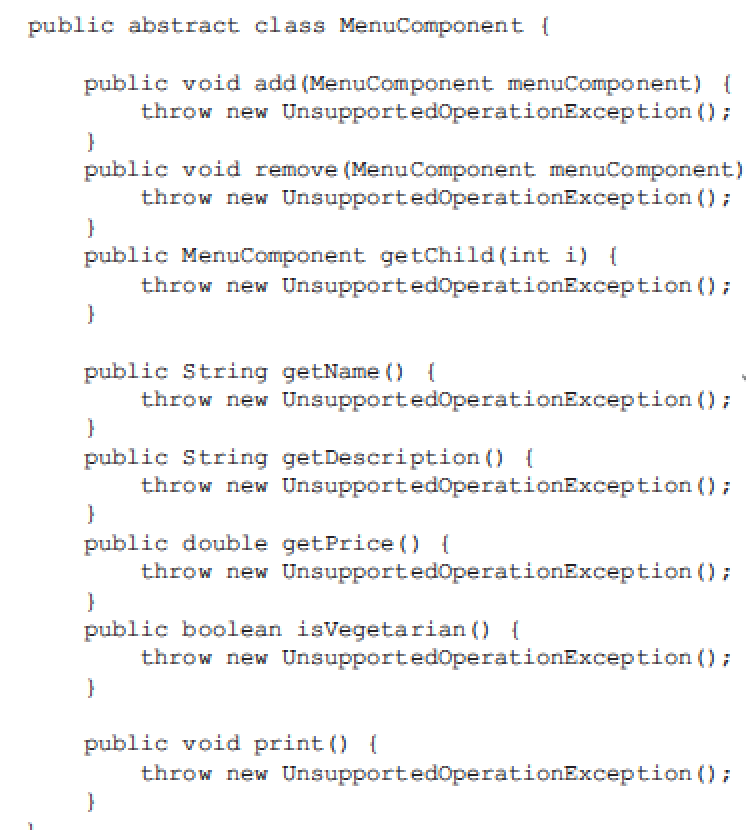 public abstract class MenuComponent {
public void add(MenuComponent menuComponent) {
throw new UnsupportedOperationException();
}
public void remove(MenuComponent menuComponent)
throw new UnsupportedOperationException();
}
public MenuComponent getChild(int i) {
throw new UnsupportedOperationException();
}
public String getName() {
throw new UnsupportedOperationException();
}
public String getDescription() {
throw new UnsupportedOperationException();
}
public double getPrice() {
throw new UnsupportedOperationException();
}
public boolean isVegetarian() {
throw new UnsupportedOperationException();
}
public void print() {
throw new UnsupportedOperationException();
}
}